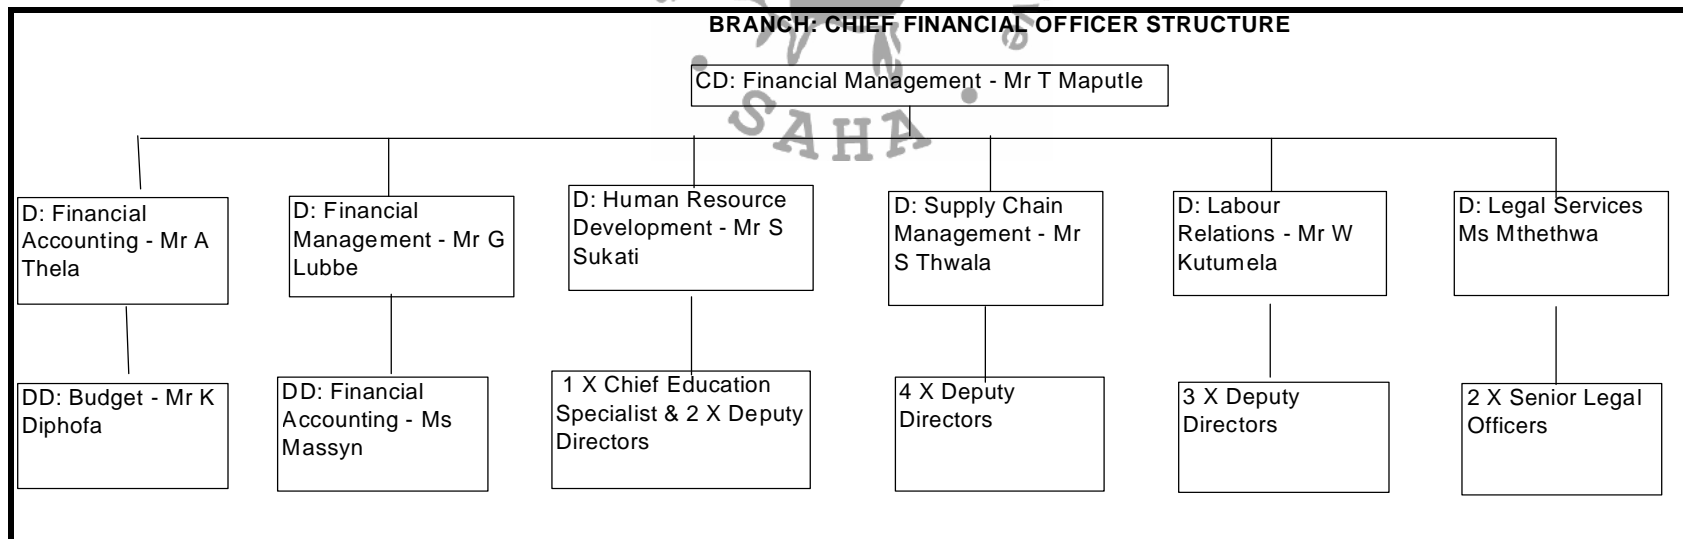 BRANCH: CHIEF FINANCIAL OFFICER STRUCTURE
CD: Financial Management - Mr T Maputle
SAHA
D: Financial
Accounting - Mr A
Thela
D: Financial
Management - Mr G
Lubbe
D: Human Resource
Development - Mr S
Sukati
D: Supply Chain
Management - Mr
S Thwala
D: Labour
Relations - Mr W
Kutumela
D: Legal Services
Ms Mthethwa
DD: Budget - Mr K
Diphofa
DD: Financial
Accounting - Ms
Massyn
1 X Chief Education
Specialist & 2 X Deputy
Directors
4 X Deputy
Directors
3 X Deputy
Directors
2 X Senior Legal
Officers